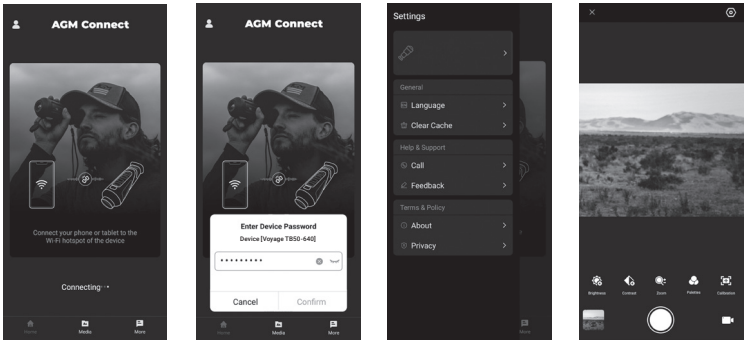 AGM Connect
Connect your phone or tablet to the
Wi-Fi hotspot of the device
Connecting···
Home
Media
More
AGM Connect
Enter Device Password
Device [Voyage TB50-640]
•••••••••
Cancel
Confirm
Home
Media
More
Settings
General
Language
Clear Cache
Help & Support
Call
Feedback
Terms & Policy
About
Privacy
More
Brightness
Contrast
Zoom
Palettes
Calibration